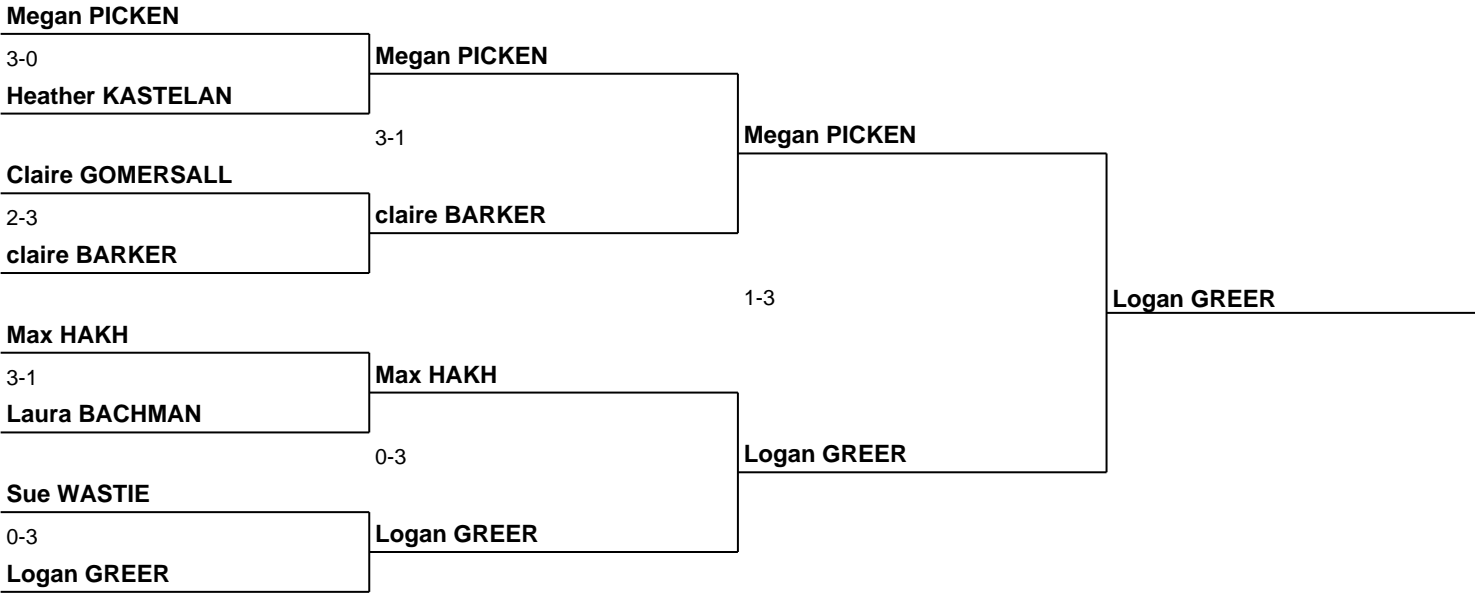 Megan PICKEN
3-0
Megan PICKEN
Heather KASTELAN
3-1
Megan PICKEN
Claire GOMERSALL
2-3
claire BARKER
claire BARKER
1-3
Logan GREER
Max HAKH
3-1
Max HAKH
Laura BACHMAN
0-3
Logan GREER
Sue WASTIE
0-3
Logan GREER
Logan GREER